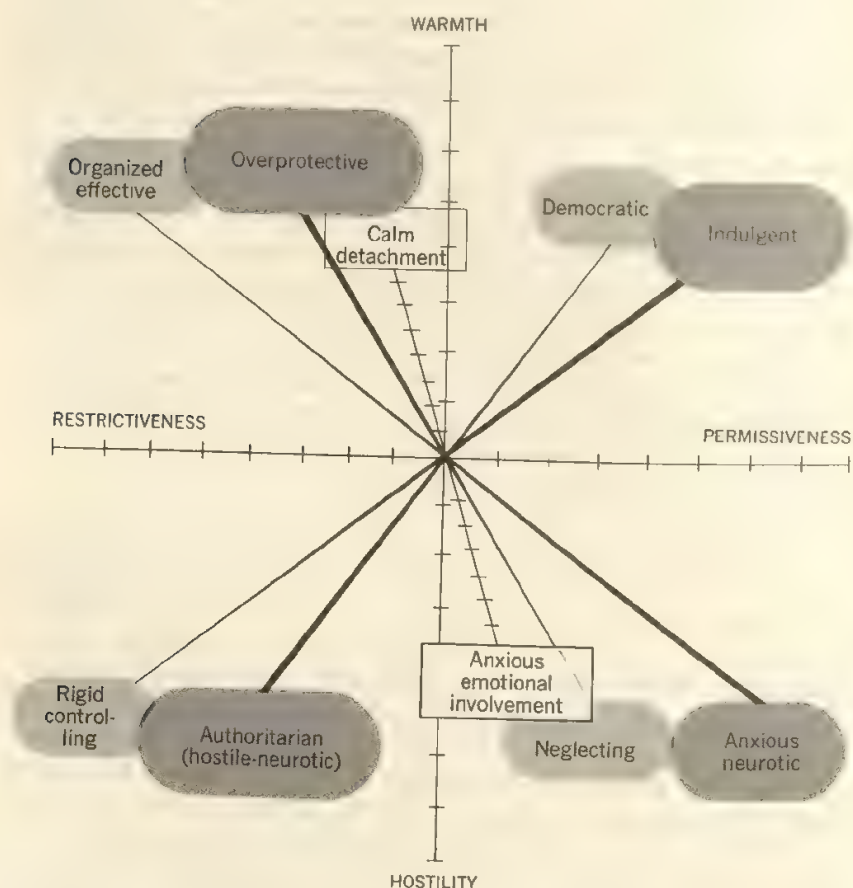 WARMTH
Organized
effective
Overprotective
Calm
detachment
Democratic
Indulgent
RESTRICTIVENESS
PERMISSIVENESS
Rigid
control-
ling
Authoritarian
(hostile-neurotic)
Anxious
emotional
involvement
Neglecting
Anxious
neurotic
HOSTILITY